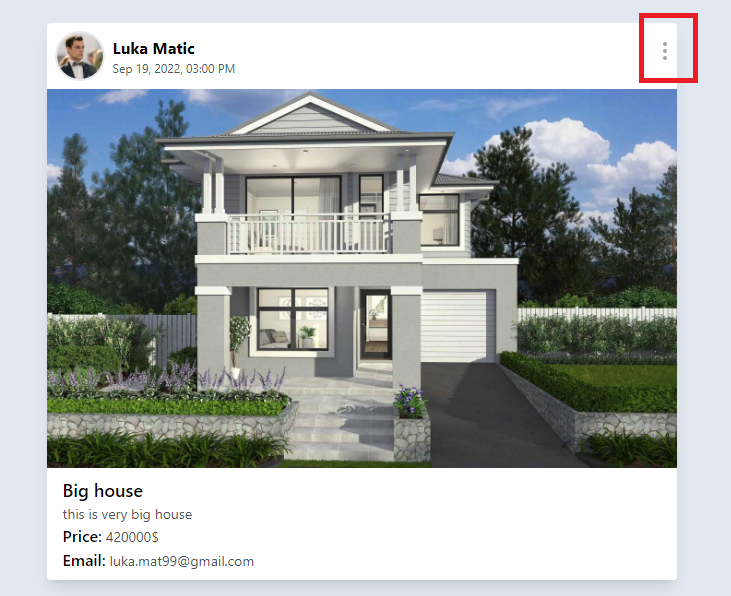 Luka Matic
Sep 19, 2022, 03:00 PM
Big house
this is very big house
Price: 420000$
Email: luka.mat99@gmail.com